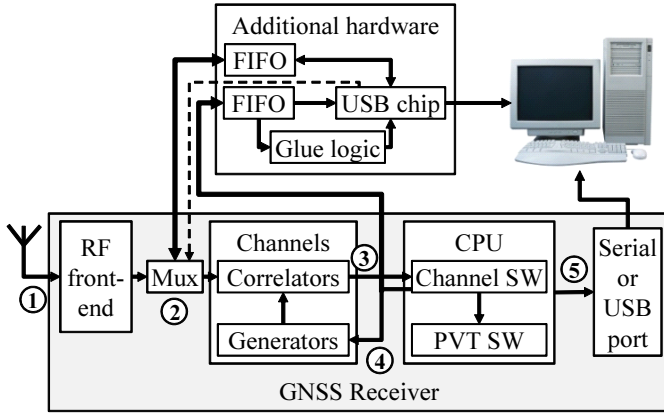 Additional hardware
FIFO
FIFO
USB chip
Glue logic
RF
front-
end
Mux
Channels
Correlators
Generators
CPU
Channel SW
PVT SW
Serial
or
USB
port
1
2
3
4
5
GNSS Receiver